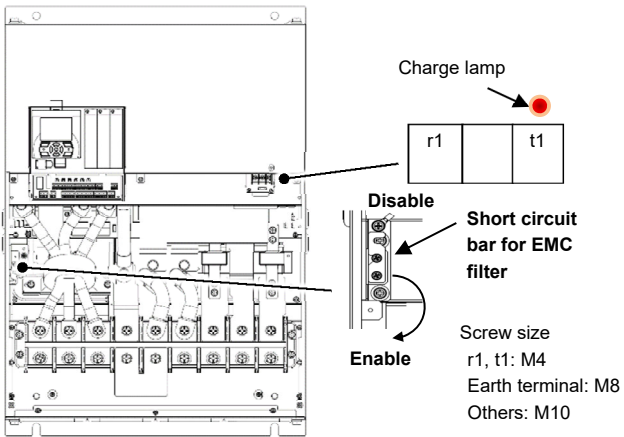 Charge lamp
r1
t1
Disable
Short circuit
bar for EMC
filter
Enable
Screw size
r1, t1: M4
Earth terminal: M8
Others: M10